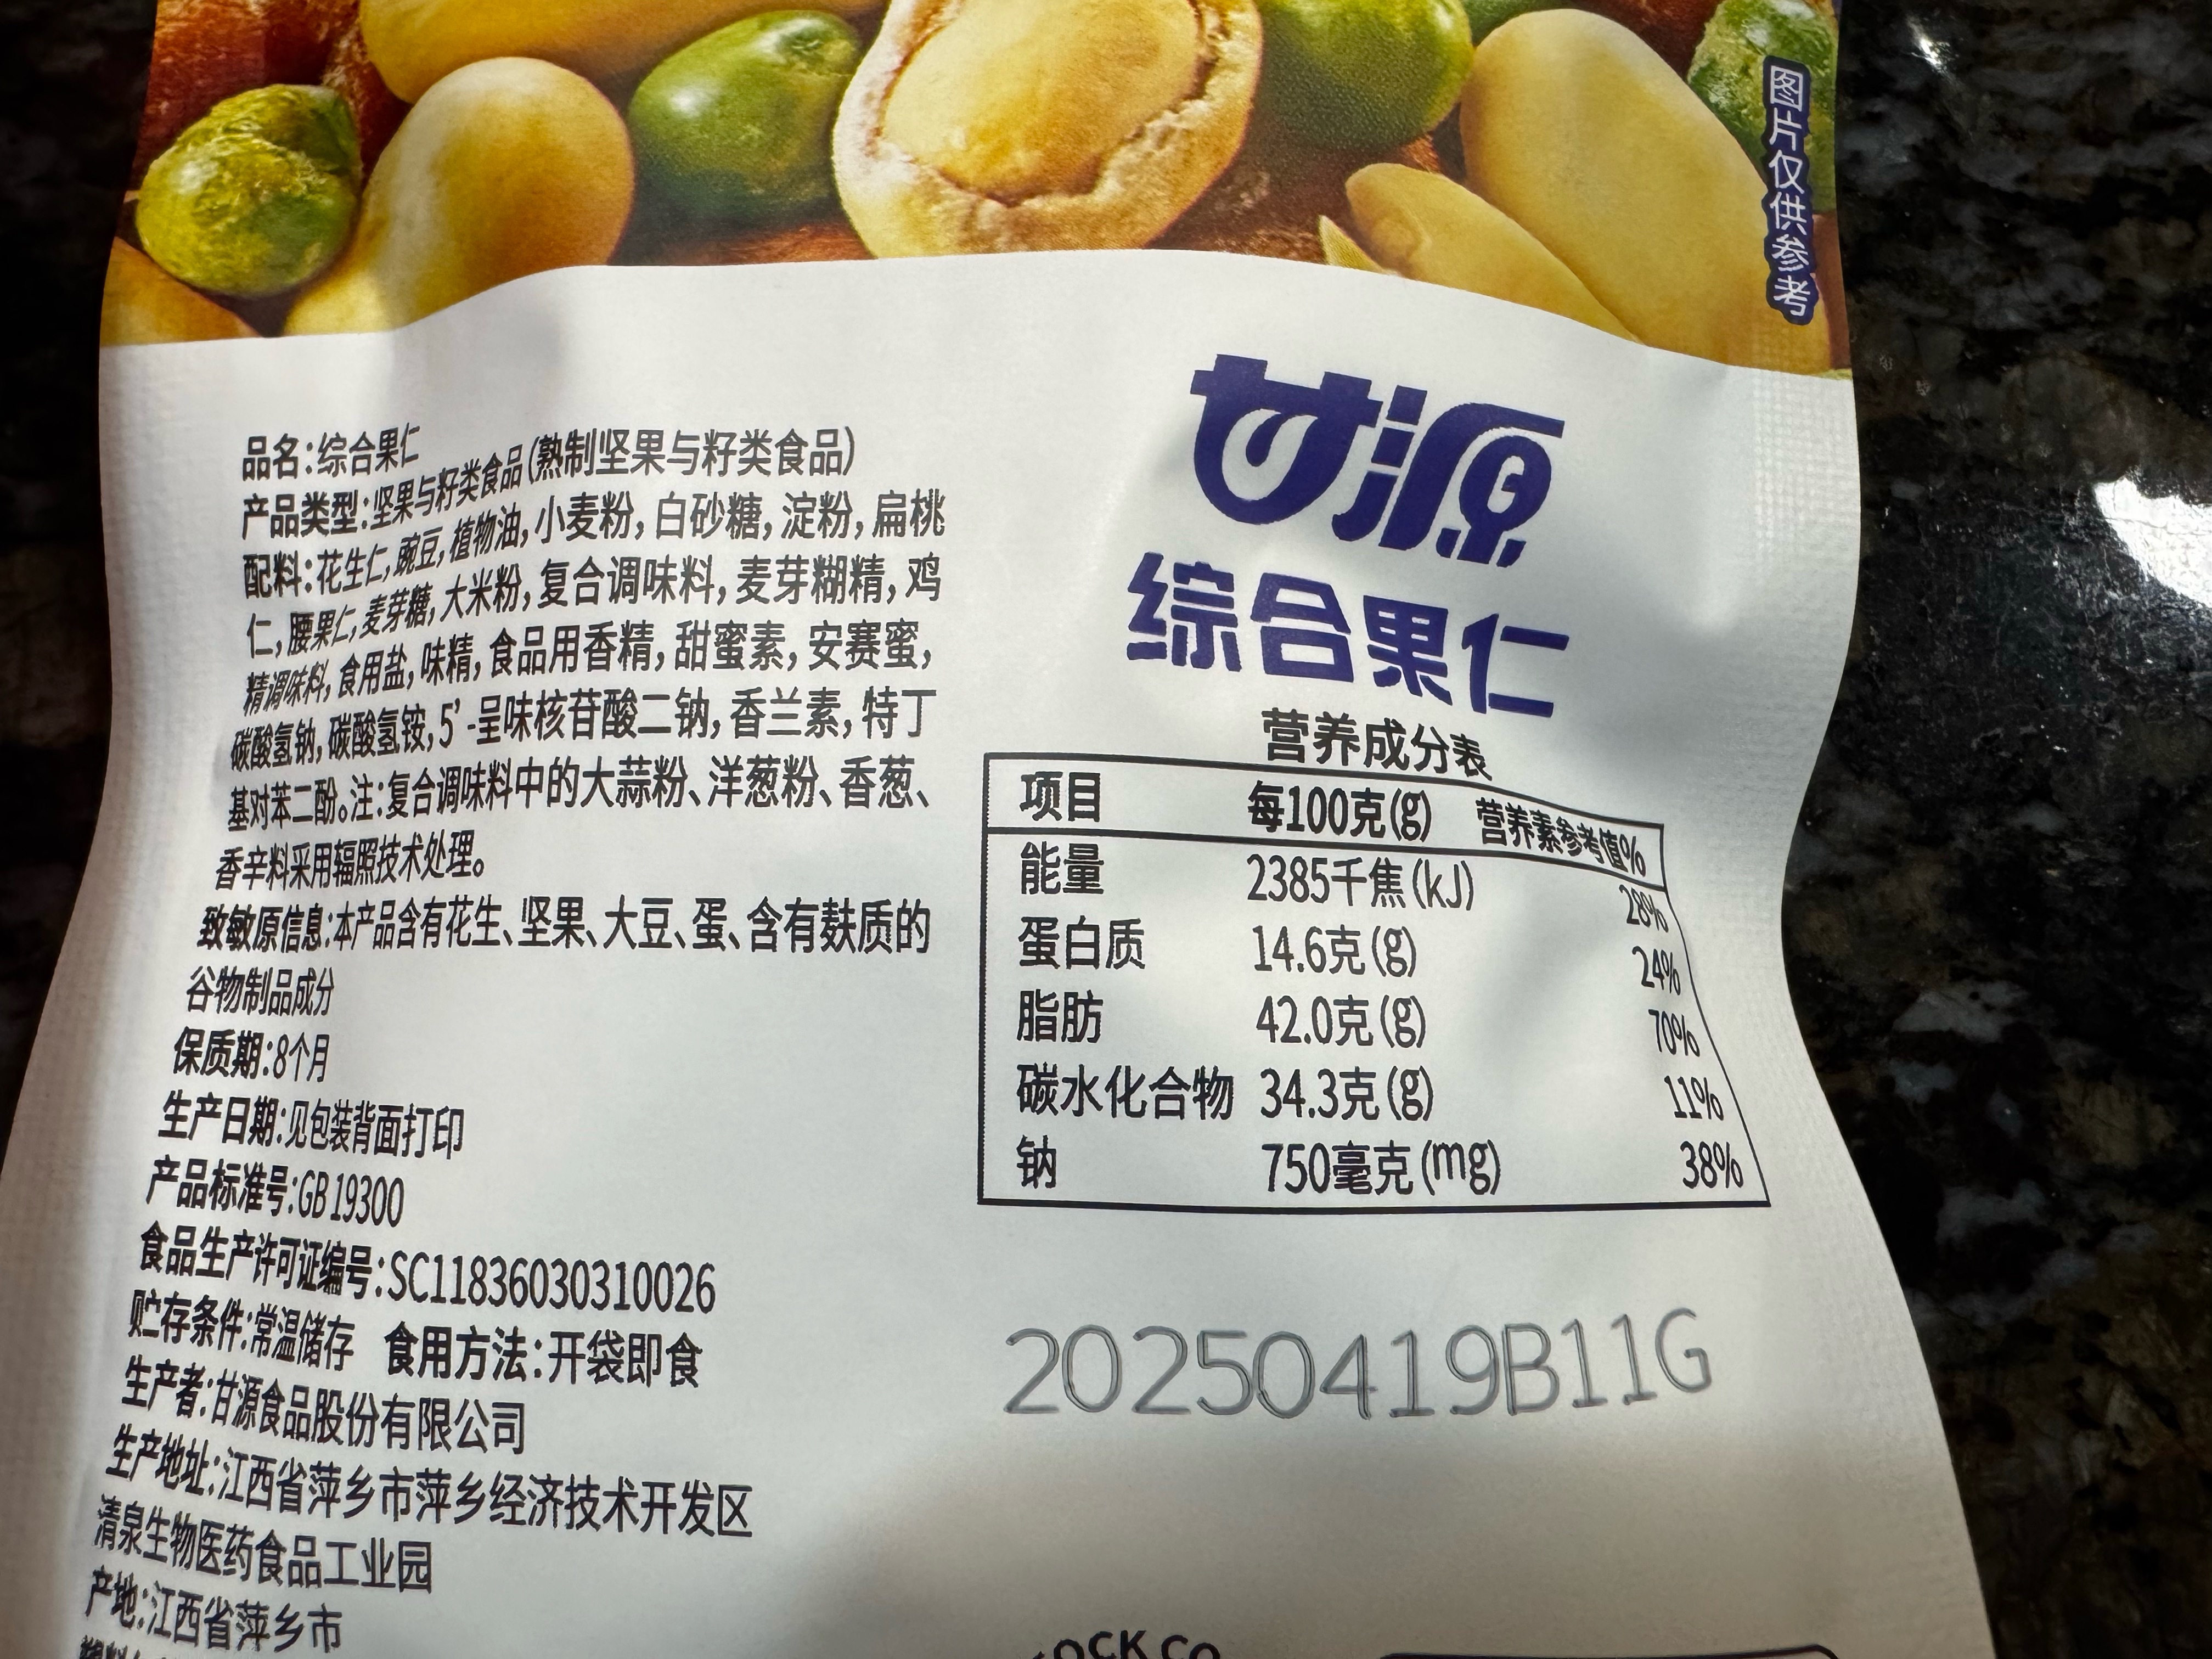 图片仅供参考
品名:综合果仁
产品类型:坚果与籽类食品(熟制坚果与籽类食品)
配料:花生仁,豌豆,植物油,小麦粉,白砂糖,淀粉,扁桃
仁,腰果仁,麦芽糖,大米粉,复合调味料,麦芽糊精,鸡
精调味料,食用盐,味精,食品用香精,甜蜜素,安赛蜜,
碳酸氢钠,碳酸氢铵,5'-呈味核苷酸二钠,香兰素,特丁
基对苯二酚。注:复合调味料中的大蒜粉、洋葱粉、香葱、
香辛料采用辐照技术处理。
致敏原信息:本产品含有花生、坚果、大豆、蛋、含有麸质的
谷物制品成分
保质期:8个月
生产日期:见包装背面打印
产品标准号:GB 19300
食品生产许可证编号:SC11836030310026
贮存条件:常温储存 食用方法:开袋即食
生产者:甘源食品股份有限公司
生产地址:江西省萍乡市萍乡经济技术开发区
清泉生物医药食品工业园
产地:江西省萍乡市
甘源
综合果仁
营养成分表
项目 每100克(g) 营养素参考值%
能量 2385千焦(kJ) 28%
蛋白质 14.6克(g) 24%
脂肪 42.0克(g) 70%
碳水化合物 34.3克(g) 11%
钠 750毫克(mg) 38%
20250419B11G